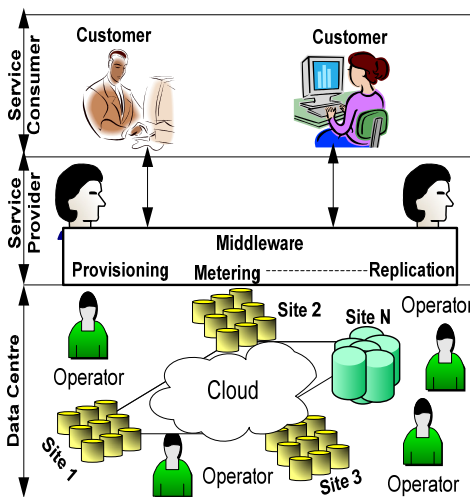 Service
Consumer
Customer
Customer
Service
Provider
Middleware
Provisioning
Metering
Replication
Data Centre
Site 2
Site N
Operator
Operator
Cloud
Site 1
Site 3
Operator
Operator